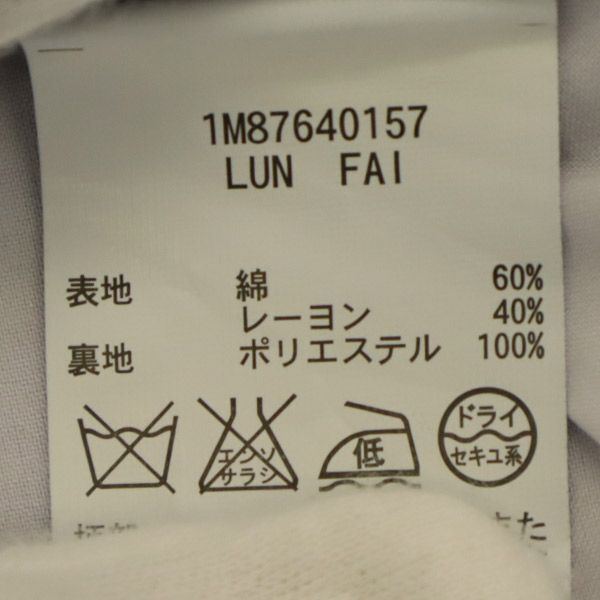 1M87640157
LUN FAI
表地 綿 60%
レーヨン 40%
裏地 ポリエステル 100%
エンソ
サラシ
低
ドライ
セキユ系